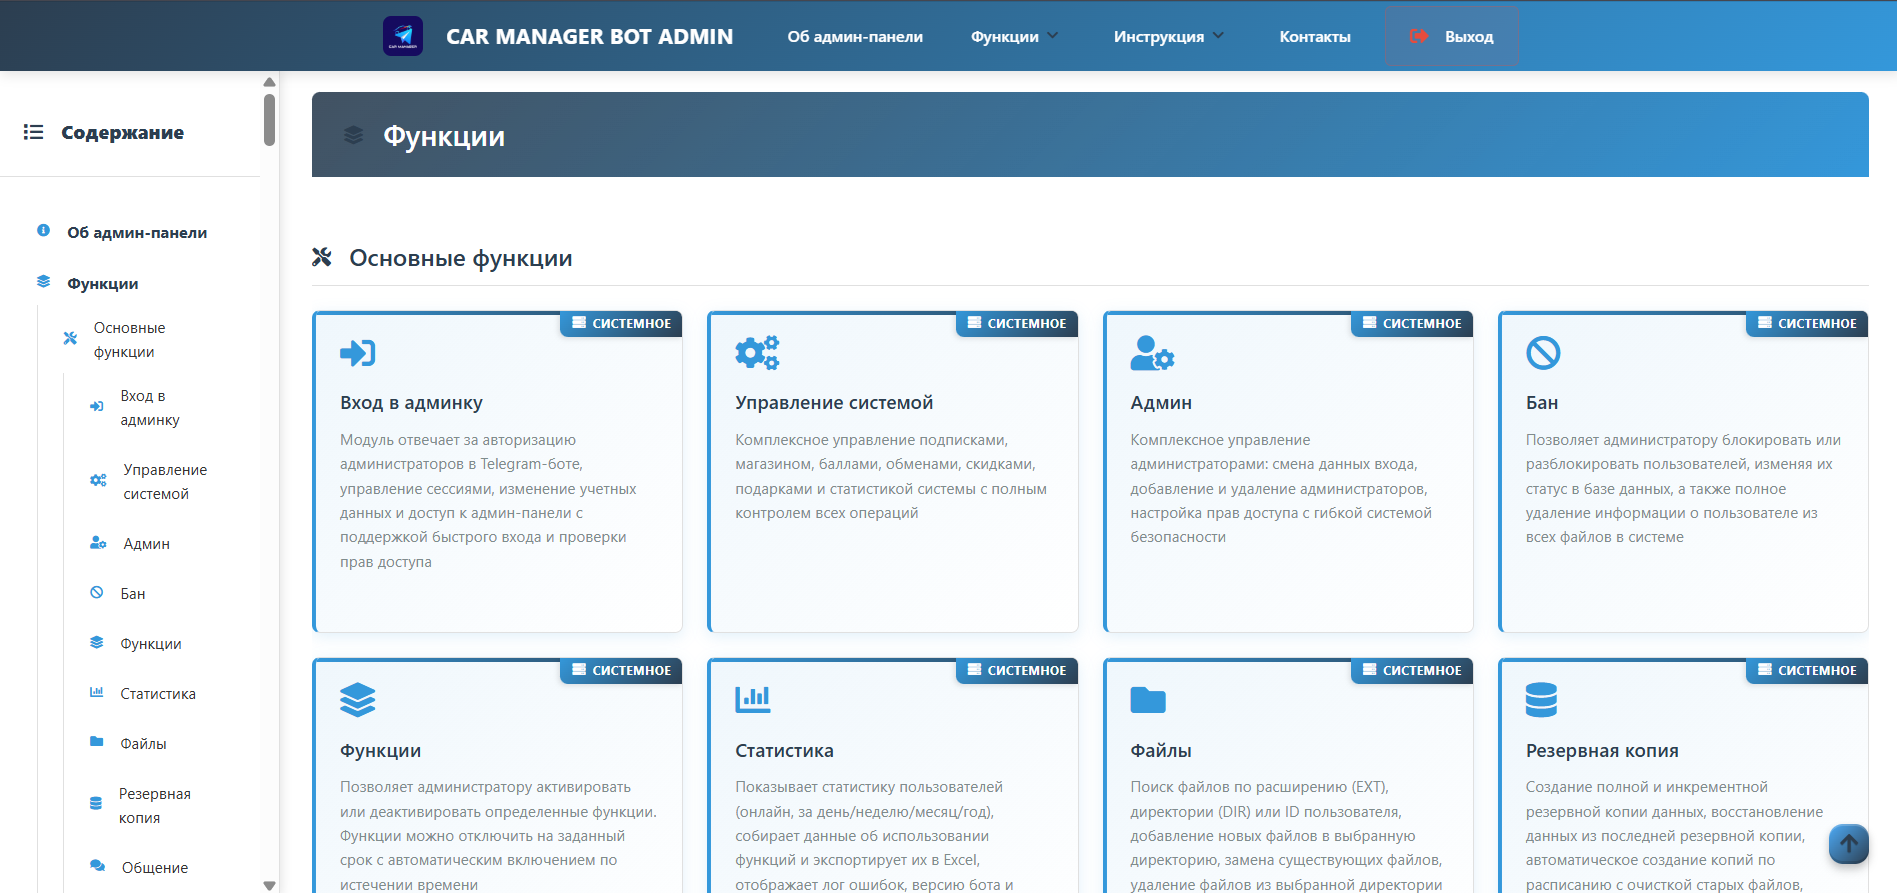 CAR MANAGER
CAR MANAGER BOT ADMIN
Об админ-панели
Функции
Инструкция
Контакты
Выход
Содержание
Об админ-панели
Функции
Основные
функции
Вход в
админку
Управление
системой
Админ
Бан
Функции
Статистика
Файлы
Резервная
копия
Общение
Функции
Основные функции
СИСТЕМНОЕ
Вход в админку
Модуль отвечает за авторизацию
администраторов в Telegram-боте,
управление сессиями, изменение учетных
данных и доступ к админ-панели с
поддержкой быстрого входа и проверки
прав доступа
СИСТЕМНОЕ
Управление системой
Комплексное управление подписками,
магазином, баллами, обменами, скидками,
подарками и статистикой системы с полным
контролем всех операций
СИСТЕМНОЕ
Админ
Комплексное управление
администраторами: смена данных входа,
добавление и удаление администраторов,
настройка прав доступа с гибкой системой
безопасности
СИСТЕМНОЕ
Бан
Позволяет администратору блокировать или
разблокировать пользователей, изменяя их
статус в базе данных, а также полное
удаление информации о пользователе из
всех файлов в системе
СИСТЕМНОЕ
Функции
Позволяет администратору активировать
или деактивировать определенные функции.
Функции можно отключить на заданный
срок с автоматическим включением по
истечении времени
СИСТЕМНОЕ
Статистика
Показывает статистику пользователей
(онлайн, за день/неделю/месяц/год),
собирает данные об использовании
функций и экспортирует их в Excel,
отображает лог ошибок, версию бота и
СИСТЕМНОЕ
Файлы
Поиск файлов по расширению (EXT),
директории (DIR) или ID пользователя,
добавление новых файлов в выбранную
директорию, замена существующих файлов,
удаление файлов из выбранной директории
СИСТЕМНОЕ
Резервная копия
Создание полной и инкрементной
резервной копии данных, восстановление
данных из последней резервной копии,
автоматическое создание копий по
расписанию с очисткой старых файлов,